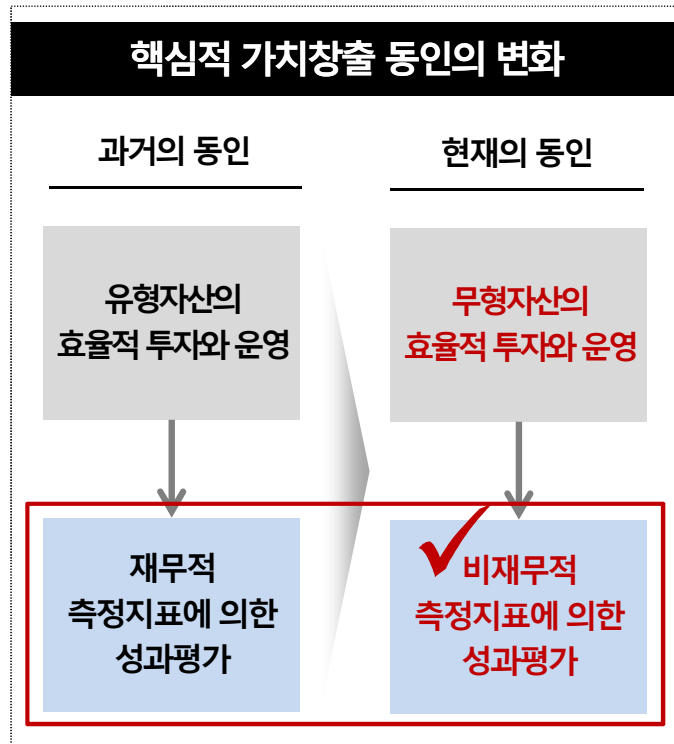 핵심적 가치창출 동인의 변화
과거의 동인
현재의 동인
유형자산의
효율적 투자와 운영
무형자산의
효율적 투자와 운영
재무적
측정지표에 의한
성과평가
비재무적
측정지표에 의한
성과평가